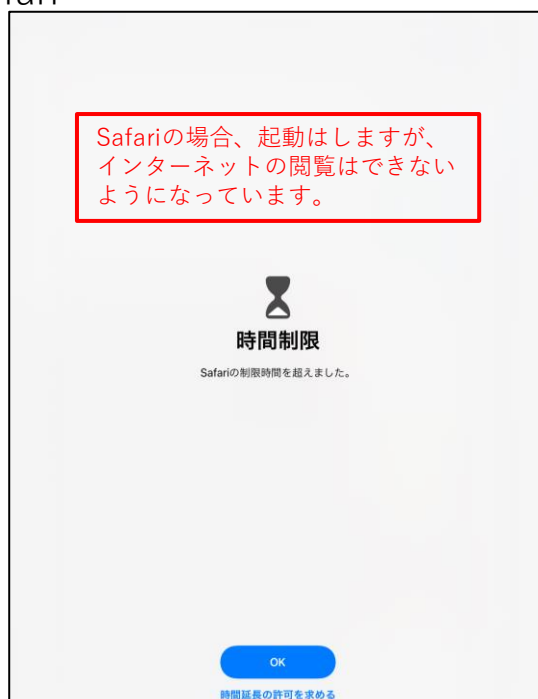 Safariの場合、起動はしますが、
インターネットの閲覧はできない
ようになっています。
時間制限
Safariの制限時間を超えました。
OK
時間延長の許可を求める